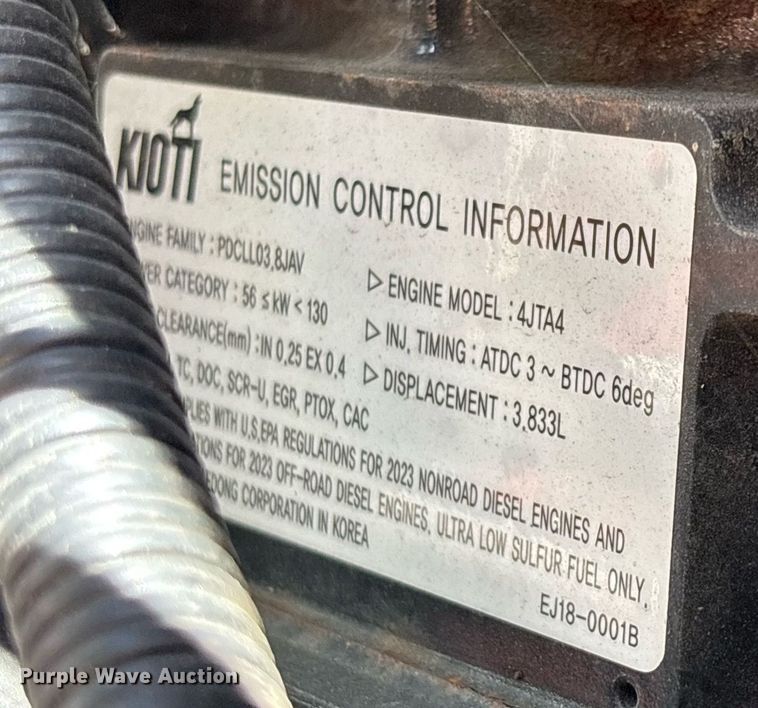 KIOTI EMISSION CONTROL INFORMATION
NGINE FAMILY : PDCLL03.8JAV ▷ ENGINE MODEL : 4JTA4
ER CATEGORY : 56 ≤ kW < 130 ▷ INJ. TIMING : ATDC 3 ~ BTDC 6deg
CLEARANCE(mm) : IN 0.25 EX 0.4 ▷ DISPLACEMENT : 3.833L
TC, DOC, SCR-U, EGR, PTOX, CAC
PLIES WITH U.S.EPA REGULATIONS FOR 2023 NONROAD DIESEL ENGINES AND
TIONS FOR 2023 OFF-ROAD DIESEL ENGINES. ULTRA LOW SULFUR FUEL ONLY.
EDONG CORPORATION IN KOREA
EJ18-0001B
Purple Wave Auction